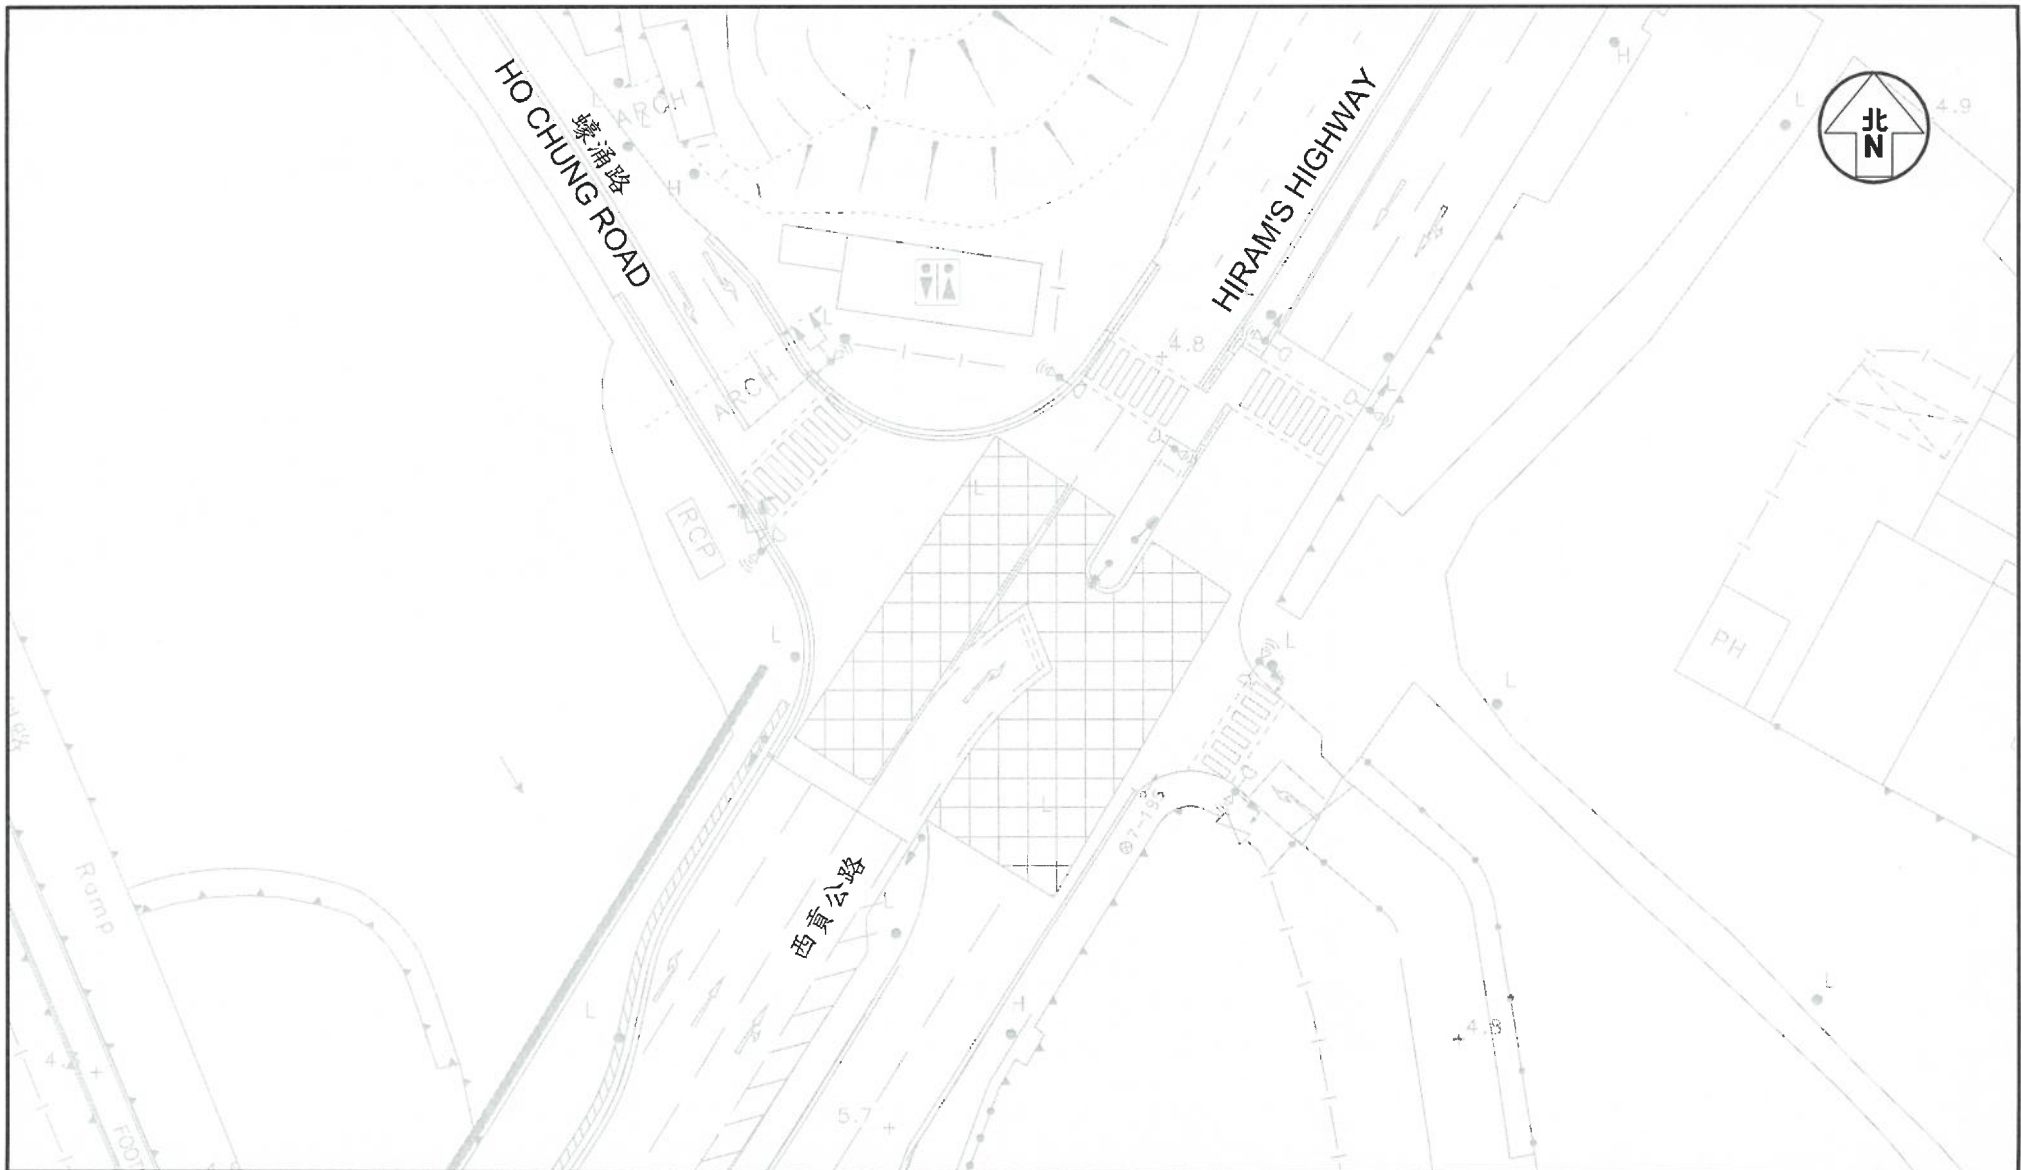 HO CHUNG ROAD
蠔涌路
HIRAM'S HIGHWAY
西貢公路
北
N
4.9
H
L
L
ARCH
L
H
L
4.8
ARCH
L
RCP
L
L
L
PH
L
L
Ramp
L
L
H
L
5.7